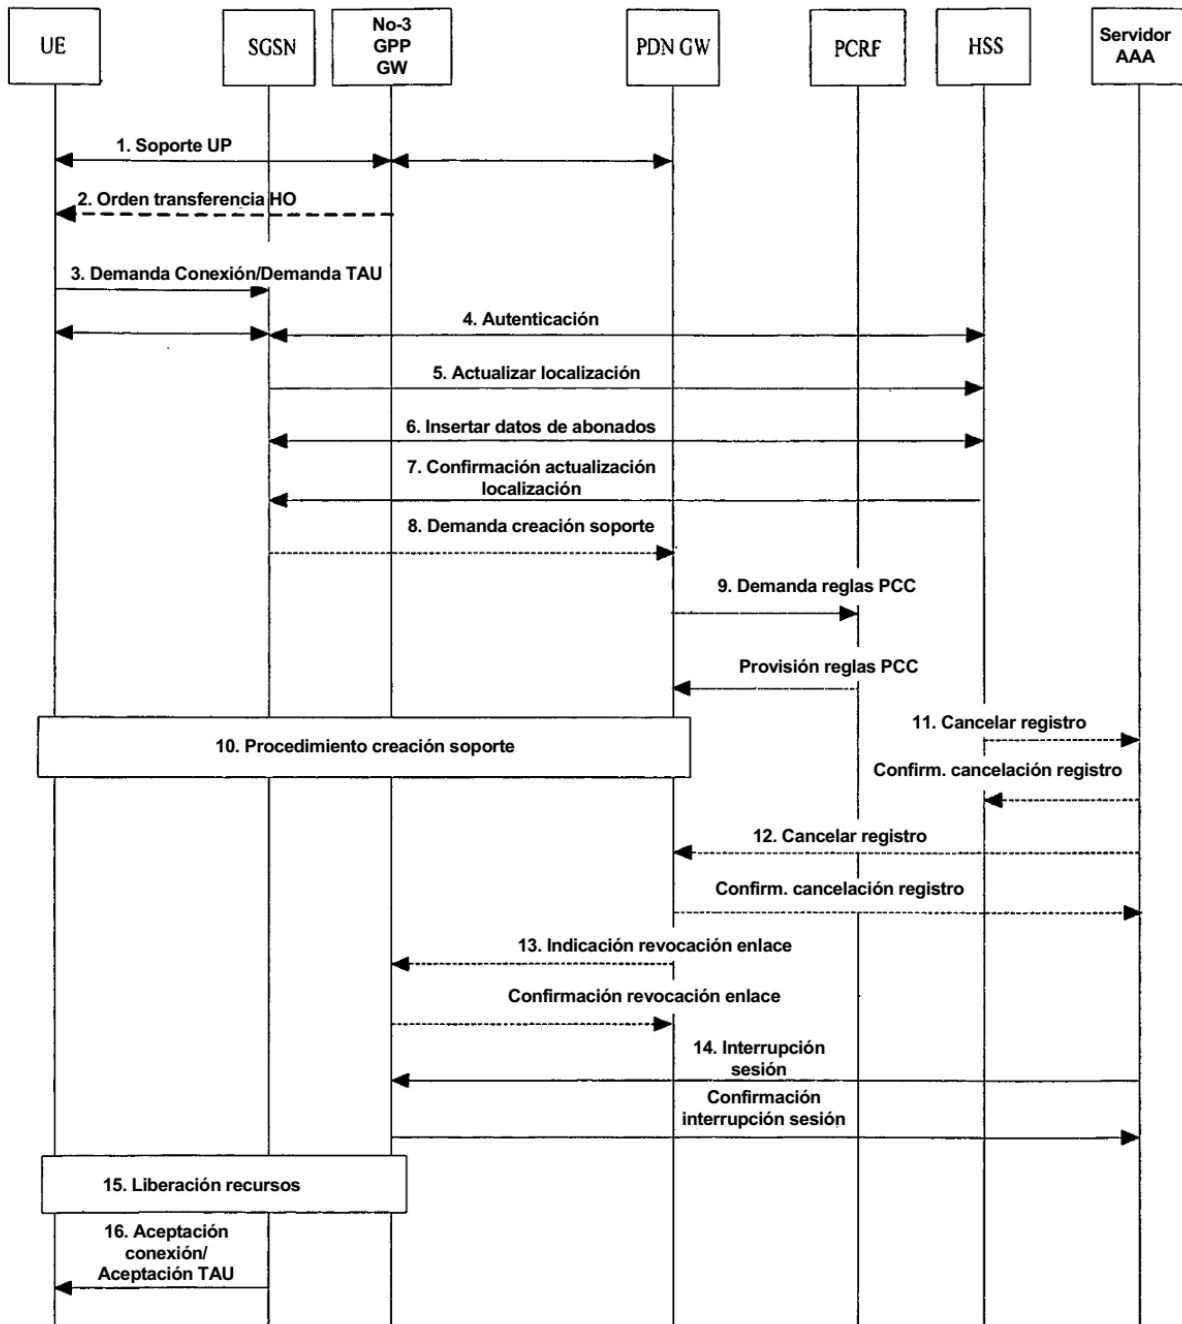 UE
SGSN
No-3
GPP
GW
PDN GW
PCRF
HSS
Servidor
AAA
1. Soporte UP
2. Orden transferencia HO
3. Demanda Conexión/Demanda TAU
4. Autenticación
5. Actualizar localización
6. Insertar datos de abonados
7. Confirmación actualización
localización
8. Demanda creación soporte
9. Demanda reglas PCC
Provisión reglas PCC
10. Procedimiento creación soporte
11. Cancelar registro
Confirm. cancelación registro
12. Cancelar registro
Confirm. cancelación registro
13. Indicación revocación enlace
Confirmación revocación enlace
14. Interrupción
sesión
Confirmación
interrupción sesión
15. Liberación recursos
16. Aceptación
conexión/
Aceptación TAU